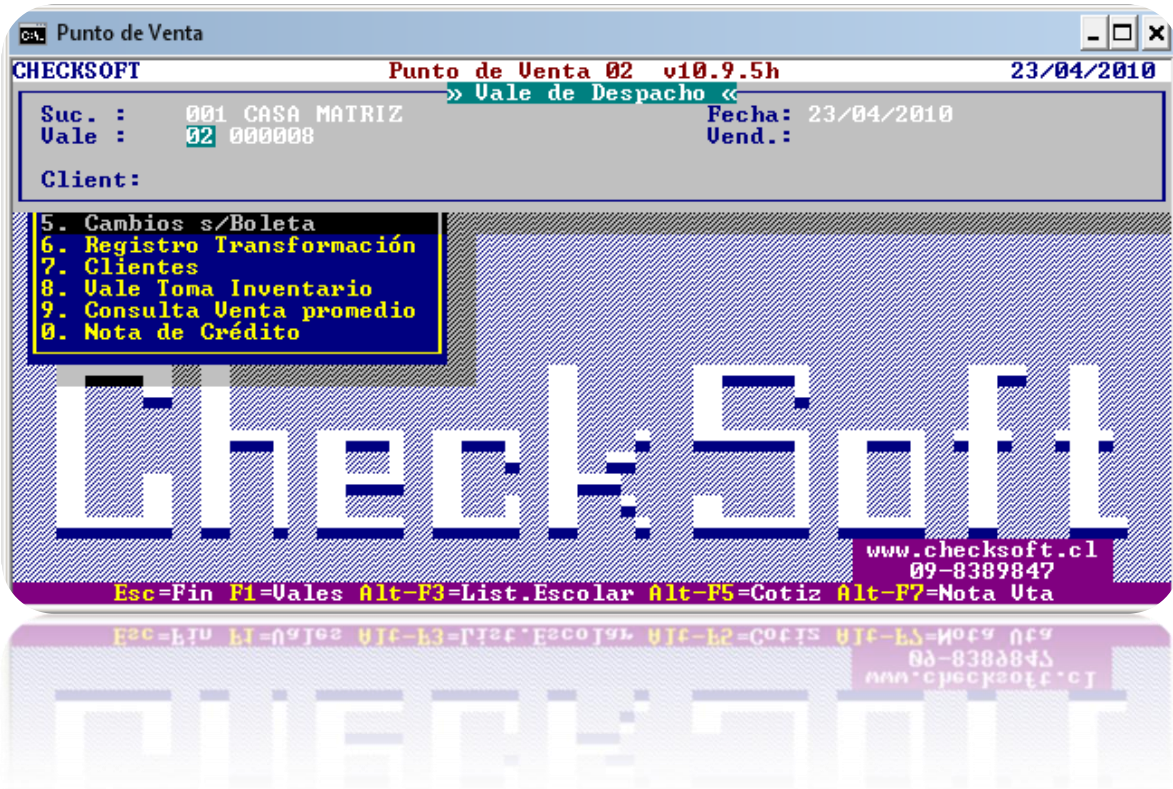 Punto de Venta
CHECKSOFT Punto de Venta 02 v10.9.5h 23/04/2010
» Vale de Despacho «
Suc. : 001 CASA MATRIZ Fecha: 23/04/2010
Vale : 02 000008 Vend.:
Client:
5. Cambios s/Boleta
6. Registro Transformación
7. Clientes
8. Vale Toma Inventario
9. Consulta Venta promedio
0. Nota de Crédito
CheckSoft
www.checksoft.cl
09-8389847
Esc=Fin F1=Vales Alt-F3=List.Escolar Alt-F5=Cotiz Alt-F7=Nota Vta